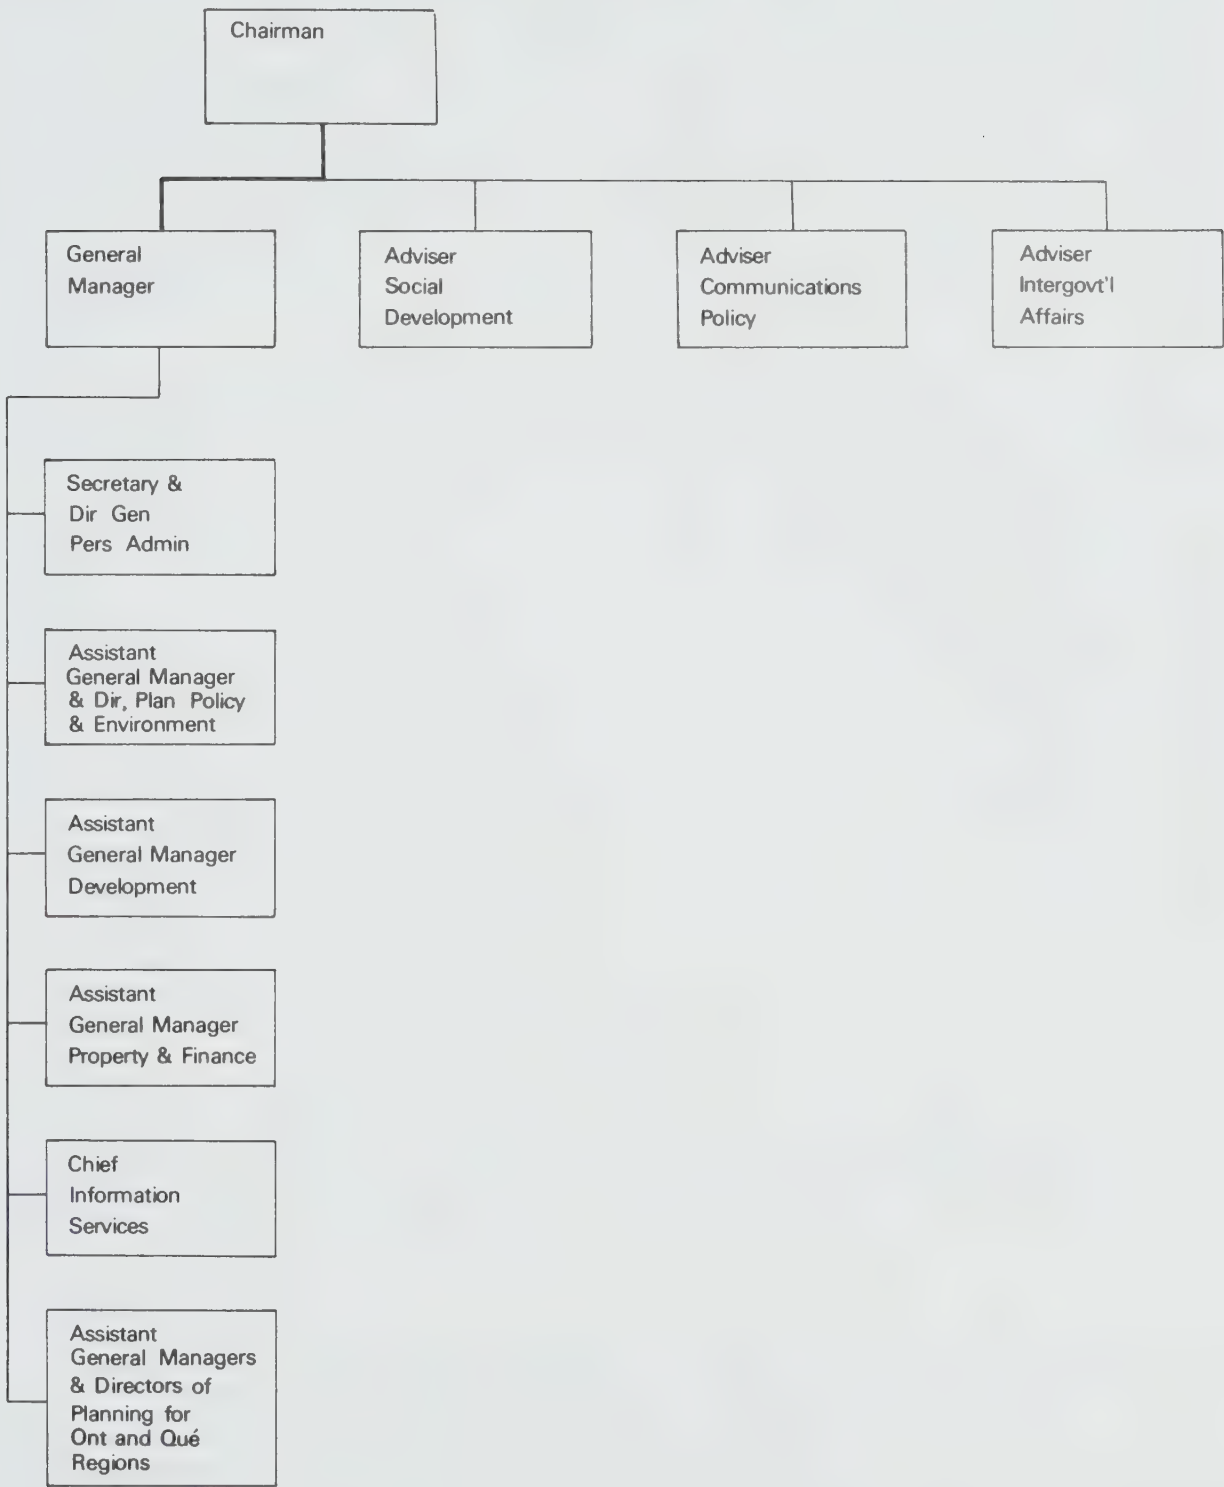 Chairman
General
Manager
Adviser
Social
Development
Adviser
Communications
Policy
Adviser
Intergovt'l
Affairs
Secretary &
Dir Gen
Pers Admin
Assistant
General Manager
& Dir, Plan Policy
& Environment
Assistant
General Manager
Development
Assistant
General Manager
Property & Finance
Chief
Information
Services
Assistant
General Managers
& Directors of
Planning for
Ont and Qué
Regions